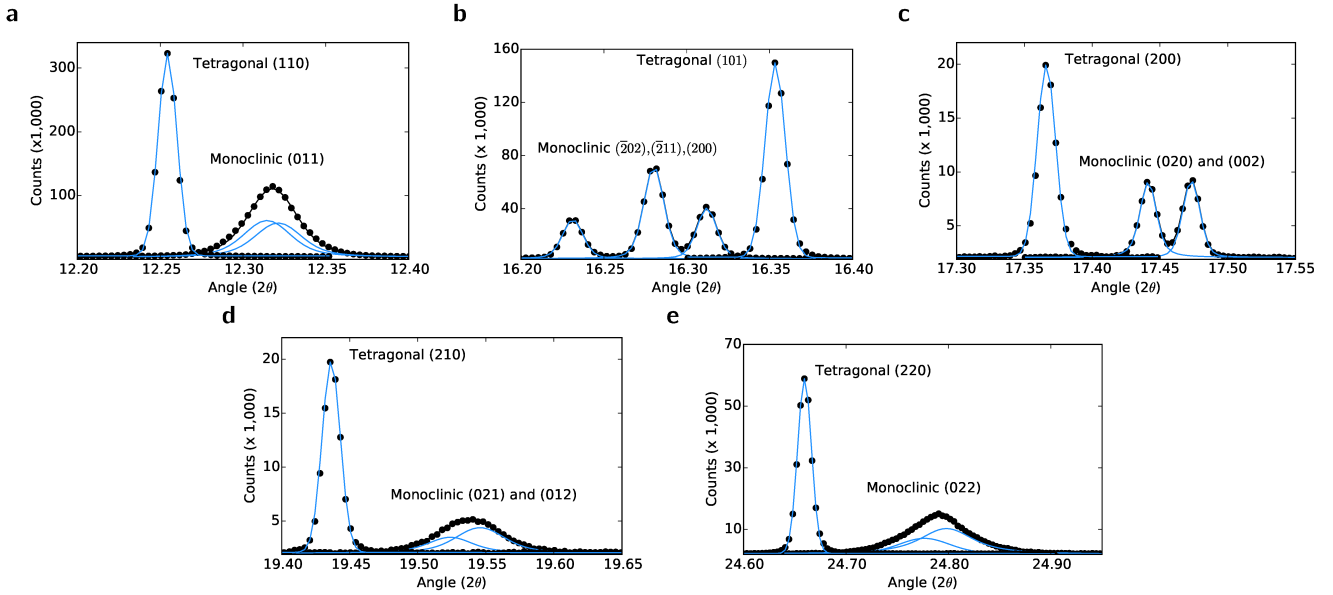 a
Counts (x1,000)
300
200
100
Tetragonal (110)
Monoclinic (011)
12.20 12.25 12.30 12.35 12.40
Angle (2θ)
b
Counts (x 1,000)
160
120
80
40
Tetragonal (101)
Monoclinic (2̅02),(2̅11),(200)
16.20 16.25 16.30 16.35 16.40
Angle (2θ)
c
Counts (x 1,000)
20
15
10
5
Tetragonal (200)
Monoclinic (020) and (002)
17.30 17.35 17.40 17.45 17.50 17.55
Angle (2θ)
d
Counts (x 1,000)
20
15
10
5
Tetragonal (210)
Monoclinic (021) and (012)
19.40 19.45 19.50 19.55 19.60 19.65
Angle (2θ)
e
Counts (x 1,000)
70
50
30
10
Tetragonal (220)
Monoclinic (022)
24.60 24.70 24.80 24.90
Angle (2θ)